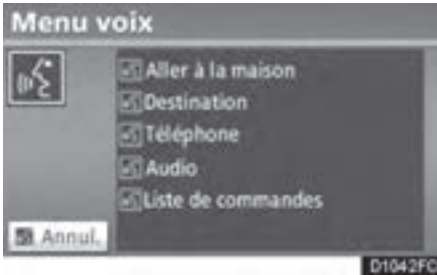 Menu voix
Aller à la maison
Destination
Téléphone
Audio
Liste de commandes
Annul.
D1042FC